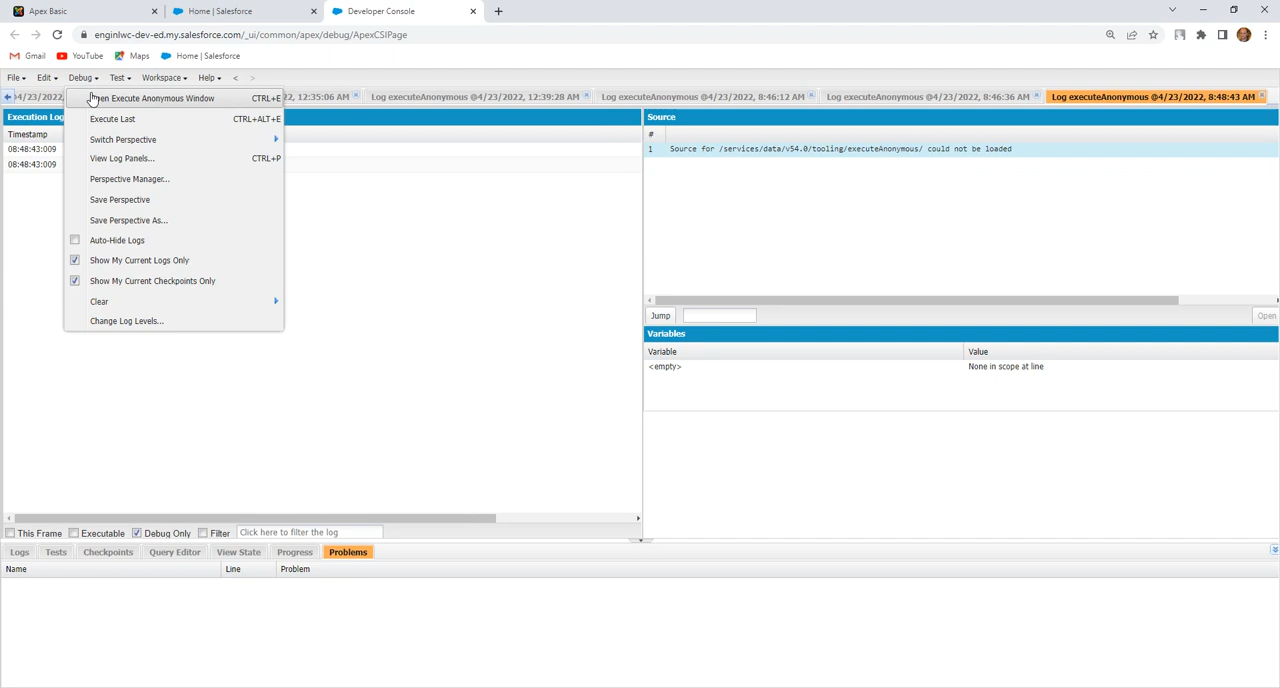 Apex Basic
Home | Salesforce
Developer Console
enginlwc-dev-ed.my.salesforce.com/_ui/common/apex/debug/ApexCSIPage
Gmail
YouTube
Maps
Home | Salesforce
File
Edit
Debug
Test
Workspace
Help
<
>
4/23/2022,
22, 12:35:06 AM
Log executeAnonymous @4/23/2022, 12:39:28 AM
Log executeAnonymous @4/23/2022, 8:46:12 AM
Log executeAnonymous @4/23/2022, 8:46:36 AM
Log executeAnonymous @4/23/2022, 8:48:43 AM
Open Execute Anonymous Window CTRL+E
Execute Last CTRL+ALT+E
Switch Perspective
View Log Panels... CTRL+P
Perspective Manager...
Save Perspective
Save Perspective As...
Auto-Hide Logs
Show My Current Logs Only
Show My Current Checkpoints Only
Clear
Change Log Levels...
Execution Log
Timestamp
08:48:43:009
08:48:43:009
Source
#
1 Source for /services/data/v54.0/tooling/executeAnonymous/ could not be loaded
Jump
Open
Variables
Variable Value
<empty> None in scope at line
This Frame
Executable
Debug Only
Filter
Click here to filter the log
Logs
Tests
Checkpoints
Query Editor
View State
Progress
Problems
Name Line Problem